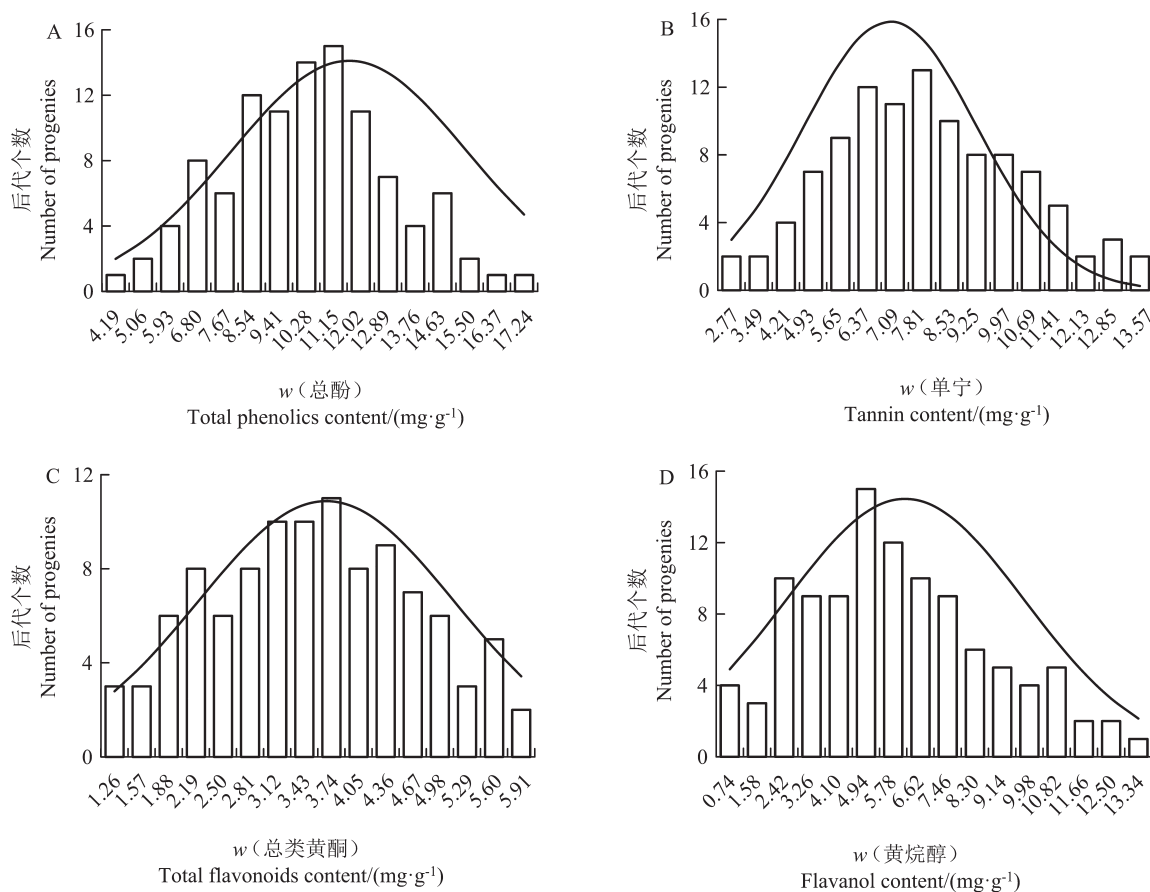 A
16
12
8
4
0
后代个数
Number of progenies
4.19 5.06 5.93 6.80 7.67 8.54 9.41 10.28 11.15 12.02 12.89 13.76 14.63 15.50 16.37 17.24
w（总酚）
Total phenolics content/(mg·g⁻¹)
B
16
12
8
4
0
后代个数
Number of progenies
2.77 3.49 4.21 4.93 5.65 6.37 7.09 7.81 8.53 9.25 9.97 10.69 11.41 12.13 12.85 13.57
w（单宁）
Tannin content/(mg·g⁻¹)
C
12
8
4
0
后代个数
Number of progenies
1.26 1.57 1.88 2.19 2.50 2.81 3.12 3.43 3.74 4.05 4.36 4.67 4.98 5.29 5.60 5.91
w（总类黄酮）
Total flavonoids content/(mg·g⁻¹)
D
16
12
8
4
0
后代个数
Number of progenies
0.74 1.58 2.42 3.26 4.10 4.94 5.78 6.62 7.46 8.30 9.14 9.98 10.82 11.66 12.50 13.34
w（黄烷醇）
Flavanol content/(mg·g⁻¹)